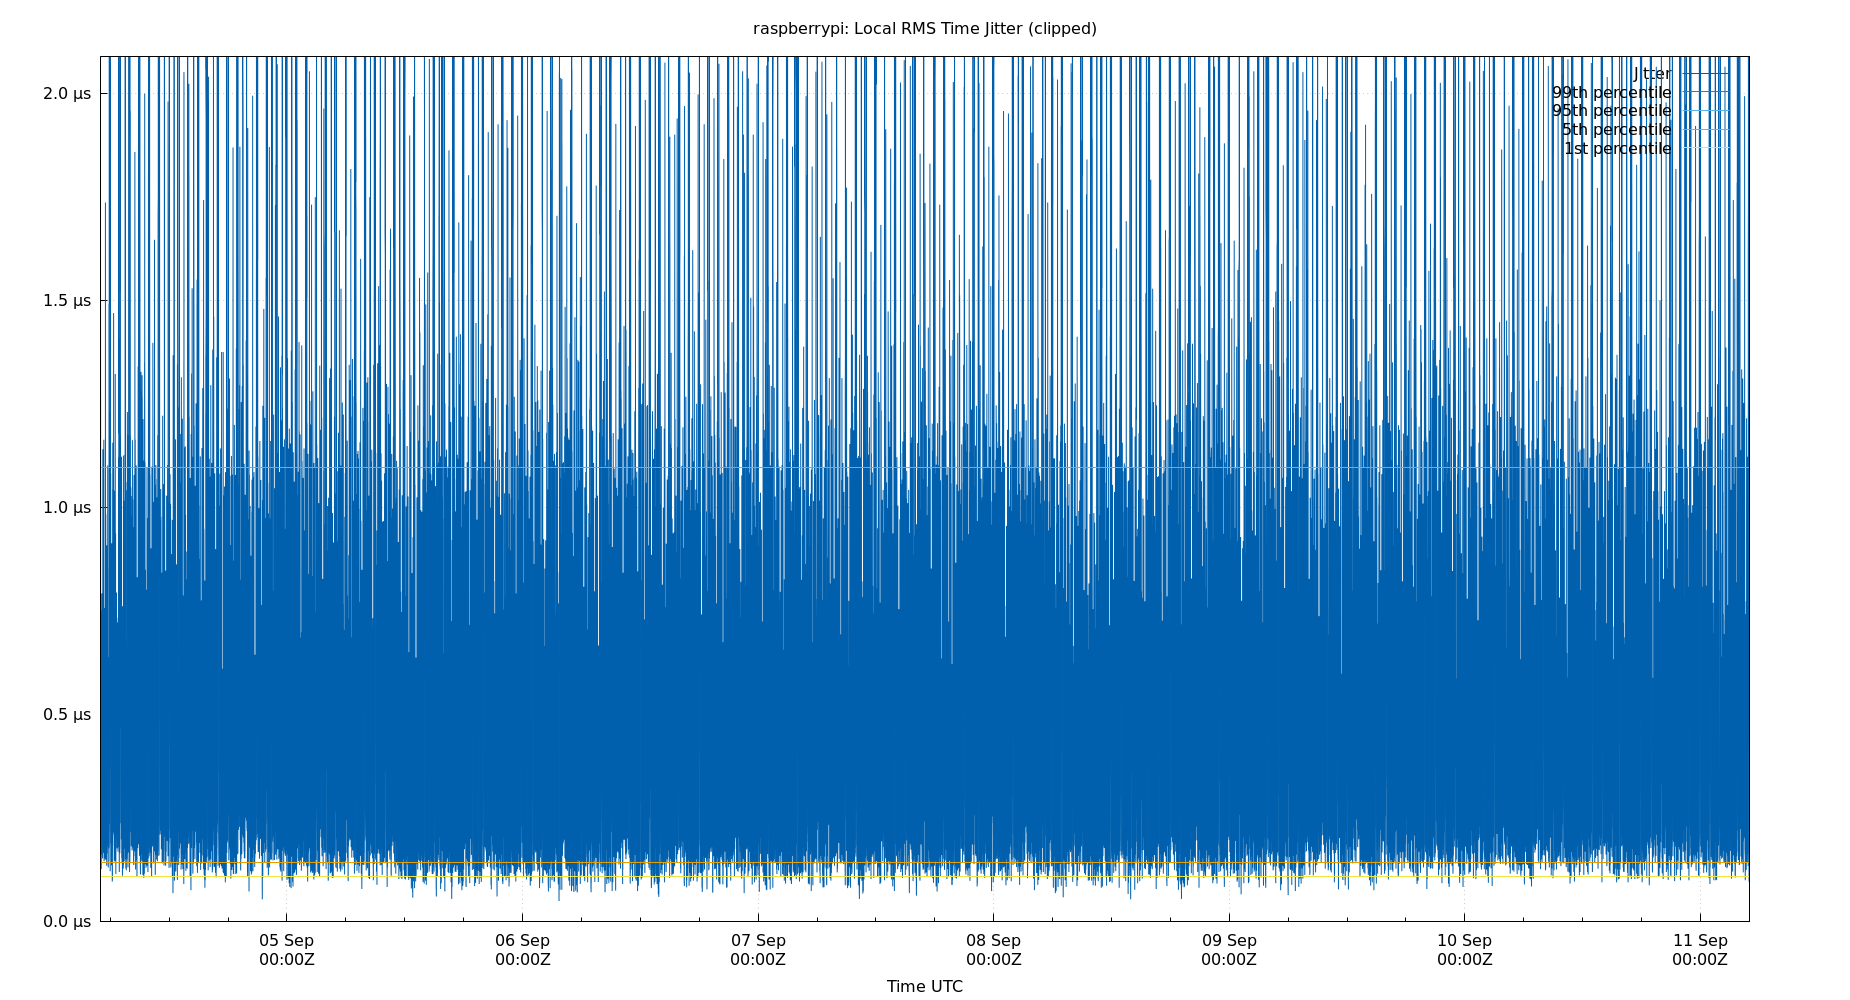 raspberrypi: Local RMS Time Jitter (clipped)
Jitter
99th percentile
95th percentile
5th percentile
1st percentile
2.0 µs
1.5 µs
1.0 µs
0.5 µs
0.0 µs
05 Sep 06 Sep 07 Sep 08 Sep 09 Sep 10 Sep 11 Sep
00:00Z 00:00Z 00:00Z 00:00Z 00:00Z 00:00Z 00:00Z
Time UTC